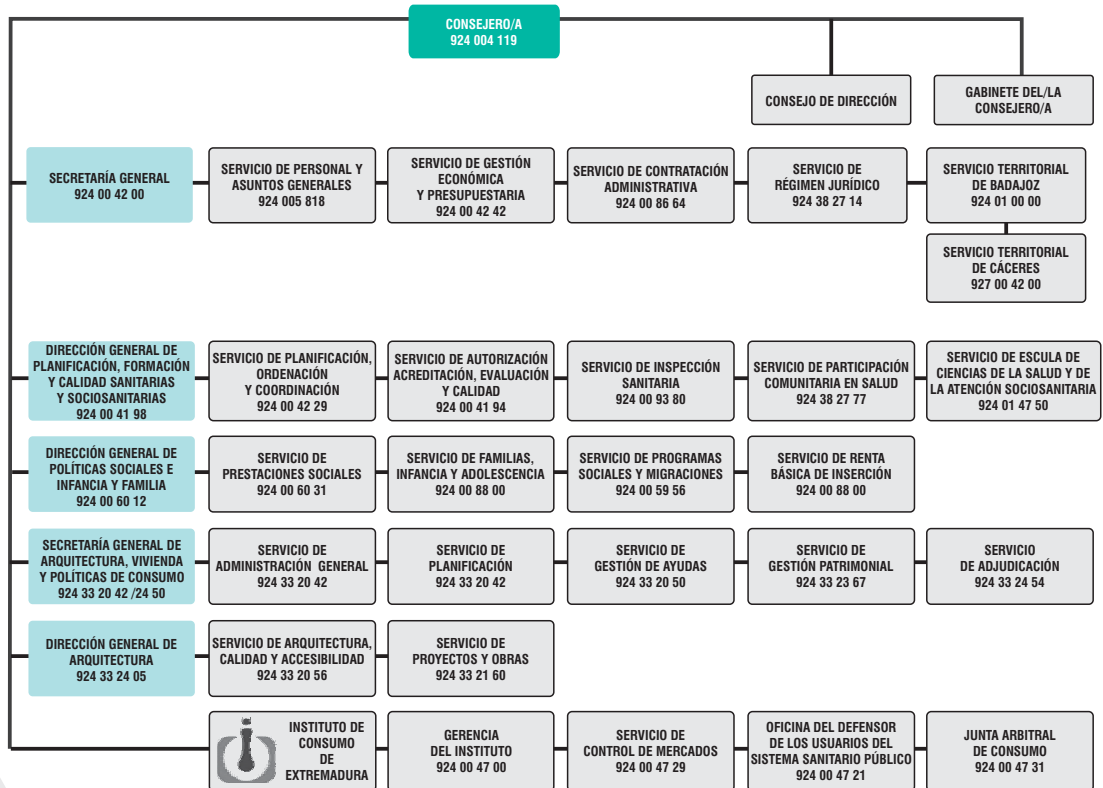 CONSEJERO/A
924 004 119
CONSEJO DE DIRECCIÓN
GABINETE DEL/LA
CONSEJERO/A
SECRETARÍA GENERAL
924 00 42 00
SERVICIO DE PERSONAL Y
ASUNTOS GENERALES
924 005 818
SERVICIO DE GESTIÓN
ECONÓMICA
Y PRESUPUESTARIA
924 00 42 42
SERVICIO DE CONTRATACIÓN
ADMINISTRATIVA
924 00 86 64
SERVICIO DE
RÉGIMEN JURÍDICO
924 38 27 14
SERVICIO TERRITORIAL
DE BADAJOZ
924 01 00 00
SERVICIO TERRITORIAL
DE CÁCERES
927 00 42 00
DIRECCIÓN GENERAL DE
PLANIFICACIÓN, FORMACIÓN
Y CALIDAD SANITARIAS
Y SOCIOSANITARIAS
924 00 41 98
SERVICIO DE PLANIFICACIÓN,
ORDENACIÓN
Y COORDINACIÓN
924 00 42 29
SERVICIO DE AUTORIZACIÓN
ACREDITACIÓN, EVALUACIÓN
Y CALIDAD
924 00 41 94
SERVICIO DE INSPECCIÓN
SANITARIA
924 00 93 80
SERVICIO DE PARTICIPACIÓN
COMUNITARIA EN SALUD
924 38 27 77
SERVICIO DE ESCULA DE
CIENCIAS DE LA SALUD Y DE
LA ATENCIÓN SOCIOSANITARIA
924 01 47 50
DIRECCIÓN GENERAL DE
POLÍTICAS SOCIALES E
INFANCIA Y FAMILIA
924 00 60 12
SERVICIO DE
PRESTACIONES SOCIALES
924 00 60 31
SERVICIO DE FAMILIAS,
INFANCIA Y ADOLESCENCIA
924 00 88 00
SERVICIO DE PROGRAMAS
SOCIALES Y MIGRACIONES
924 00 59 56
SERVICIO DE RENTA
BÁSICA DE INSERCIÓN
924 00 88 00
SECRETARÍA GENERAL DE
ARQUITECTURA, VIVIENDA
Y POLÍTICAS DE CONSUMO
924 33 20 42 /24 50
SERVICIO DE
ADMINISTRACIÓN GENERAL
924 33 20 42
SERVICIO DE
PLANIFICACIÓN
924 33 20 42
SERVICIO DE
GESTIÓN DE AYUDAS
924 33 20 50
SERVICIO DE
GESTIÓN PATRIMONIAL
924 33 23 67
SERVICIO
DE ADJUDICACIÓN
924 33 24 54
DIRECCIÓN GENERAL DE
ARQUITECTURA
924 33 24 05
SERVICIO DE ARQUITECTURA,
CALIDAD Y ACCESIBILIDAD
924 33 20 56
SERVICIO DE
PROYECTOS Y OBRAS
924 33 21 60
INSTITUTO DE
CONSUMO
DE
EXTREMADURA
GERENCIA
DEL INSTITUTO
924 00 47 00
SERVICIO DE
CONTROL DE MERCADOS
924 00 47 29
OFICINA DEL DEFENSOR
DE LOS USUARIOS DEL
SISTEMA SANITARIO PÚBLICO
924 00 47 21
JUNTA ARBITRAL
DE CONSUMO
924 00 47 31